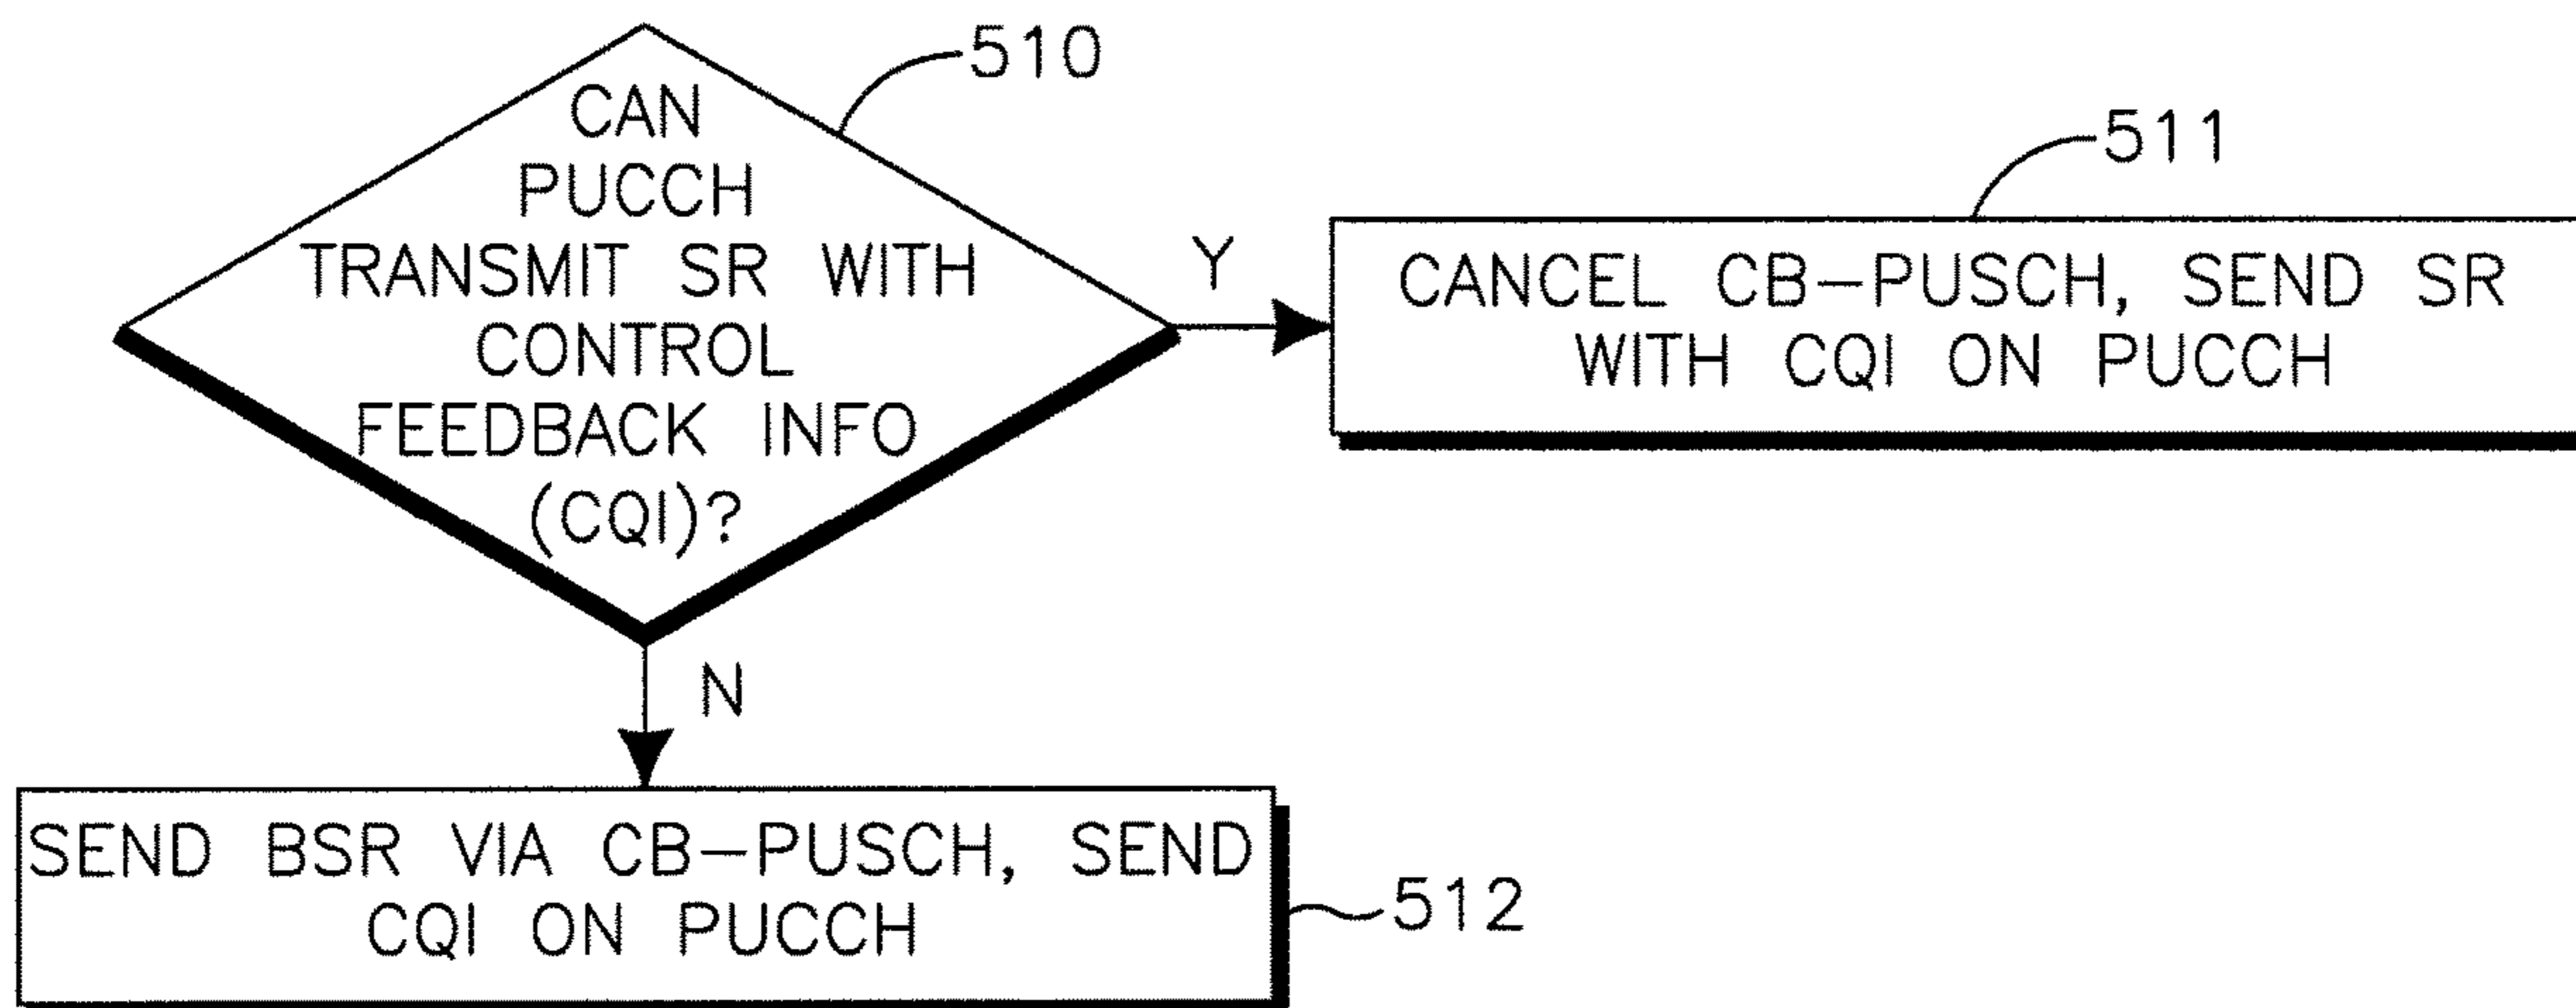 510
CAN
PUCCH
TRANSMIT SR WITH
CONTROL
FEEDBACK INFO
(CQI)?
Y
511
CANCEL CB-PUSCH, SEND SR
WITH CQI ON PUCCH
N
SEND BSR VIA CB-PUSCH, SEND
CQI ON PUCCH
512